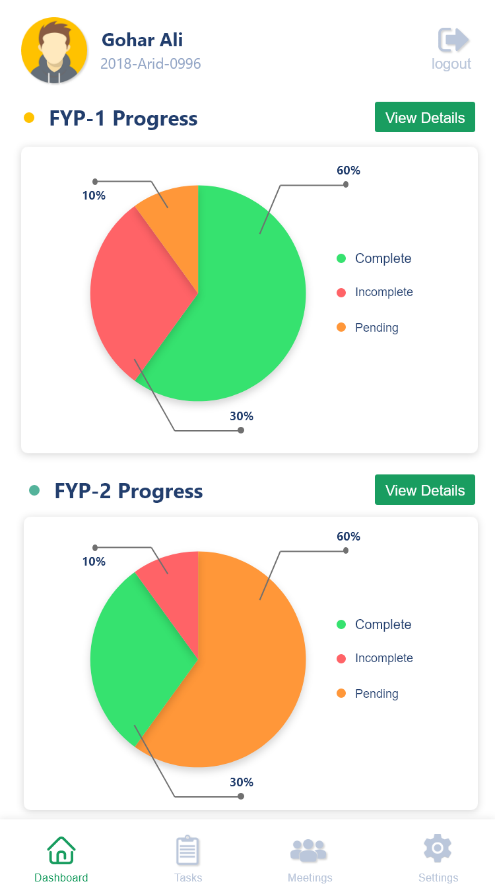 Gohar Ali
2018-Arid-0996
logout
FYP-1 Progress
View Details
60%
10%
Complete
Incomplete
Pending
30%
FYP-2 Progress
View Details
60%
10%
Complete
Incomplete
Pending
30%
Dashboard
Tasks
Meetings
Settings